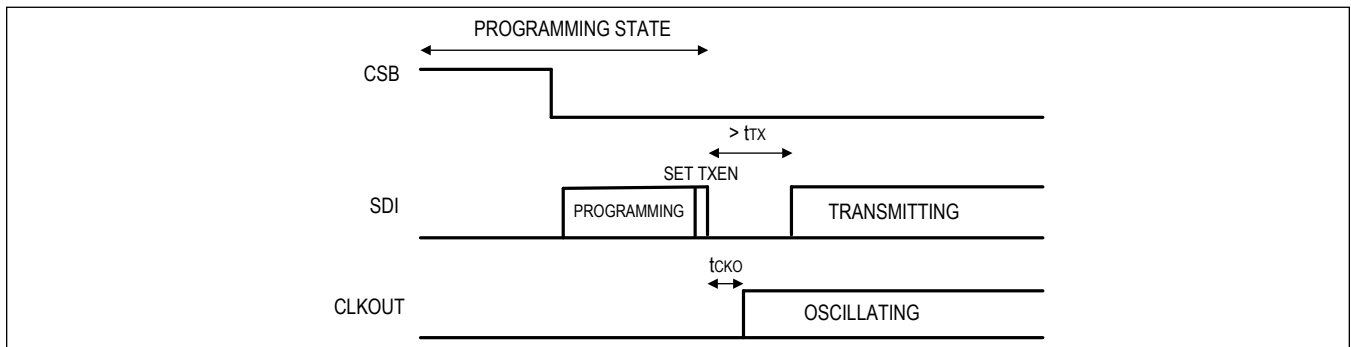 PROGRAMMING STATE
CSB
> tTX
SET TXEN
SDI
PROGRAMMING
TRANSMITTING
tCKO
CLKOUT
OSCILLATING